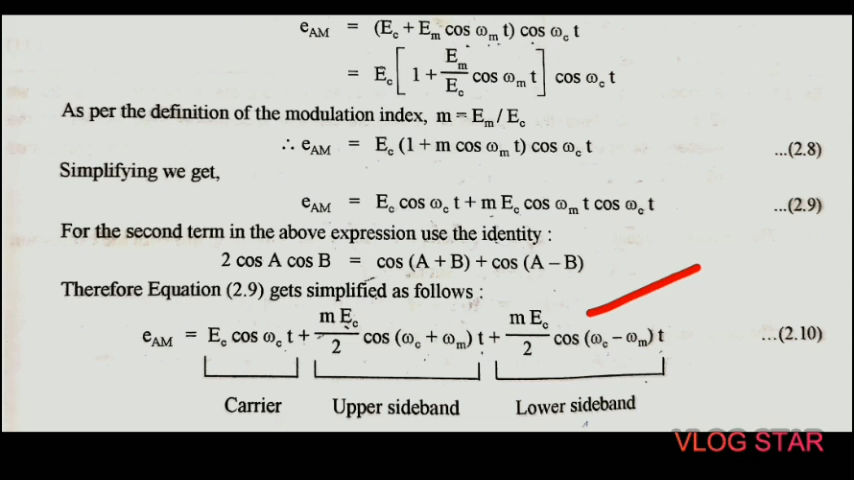 e_AM = (E_c + E_m cos ω_m t) cos ω_c t
= E_c [ 1 + E_m/E_c cos ω_m t ] cos ω_c t
As per the definition of the modulation index, m = E_m / E_c
∴ e_AM = E_c (1 + m cos ω_m t) cos ω_c t ...(2.8)
Simplifying we get,
e_AM = E_c cos ω_c t + m E_c cos ω_m t cos ω_c t ...(2.9)
For the second term in the above expression use the identity :
2 cos A cos B = cos (A + B) + cos (A – B)
Therefore Equation (2.9) gets simplified as follows :
e_AM = E_c cos ω_c t + m E_c/2 cos (ω_c + ω_m) t + m E_c/2 cos (ω_c – ω_m) t ...(2.10)
Carrier Upper sideband Lower sideband
VLOG STAR